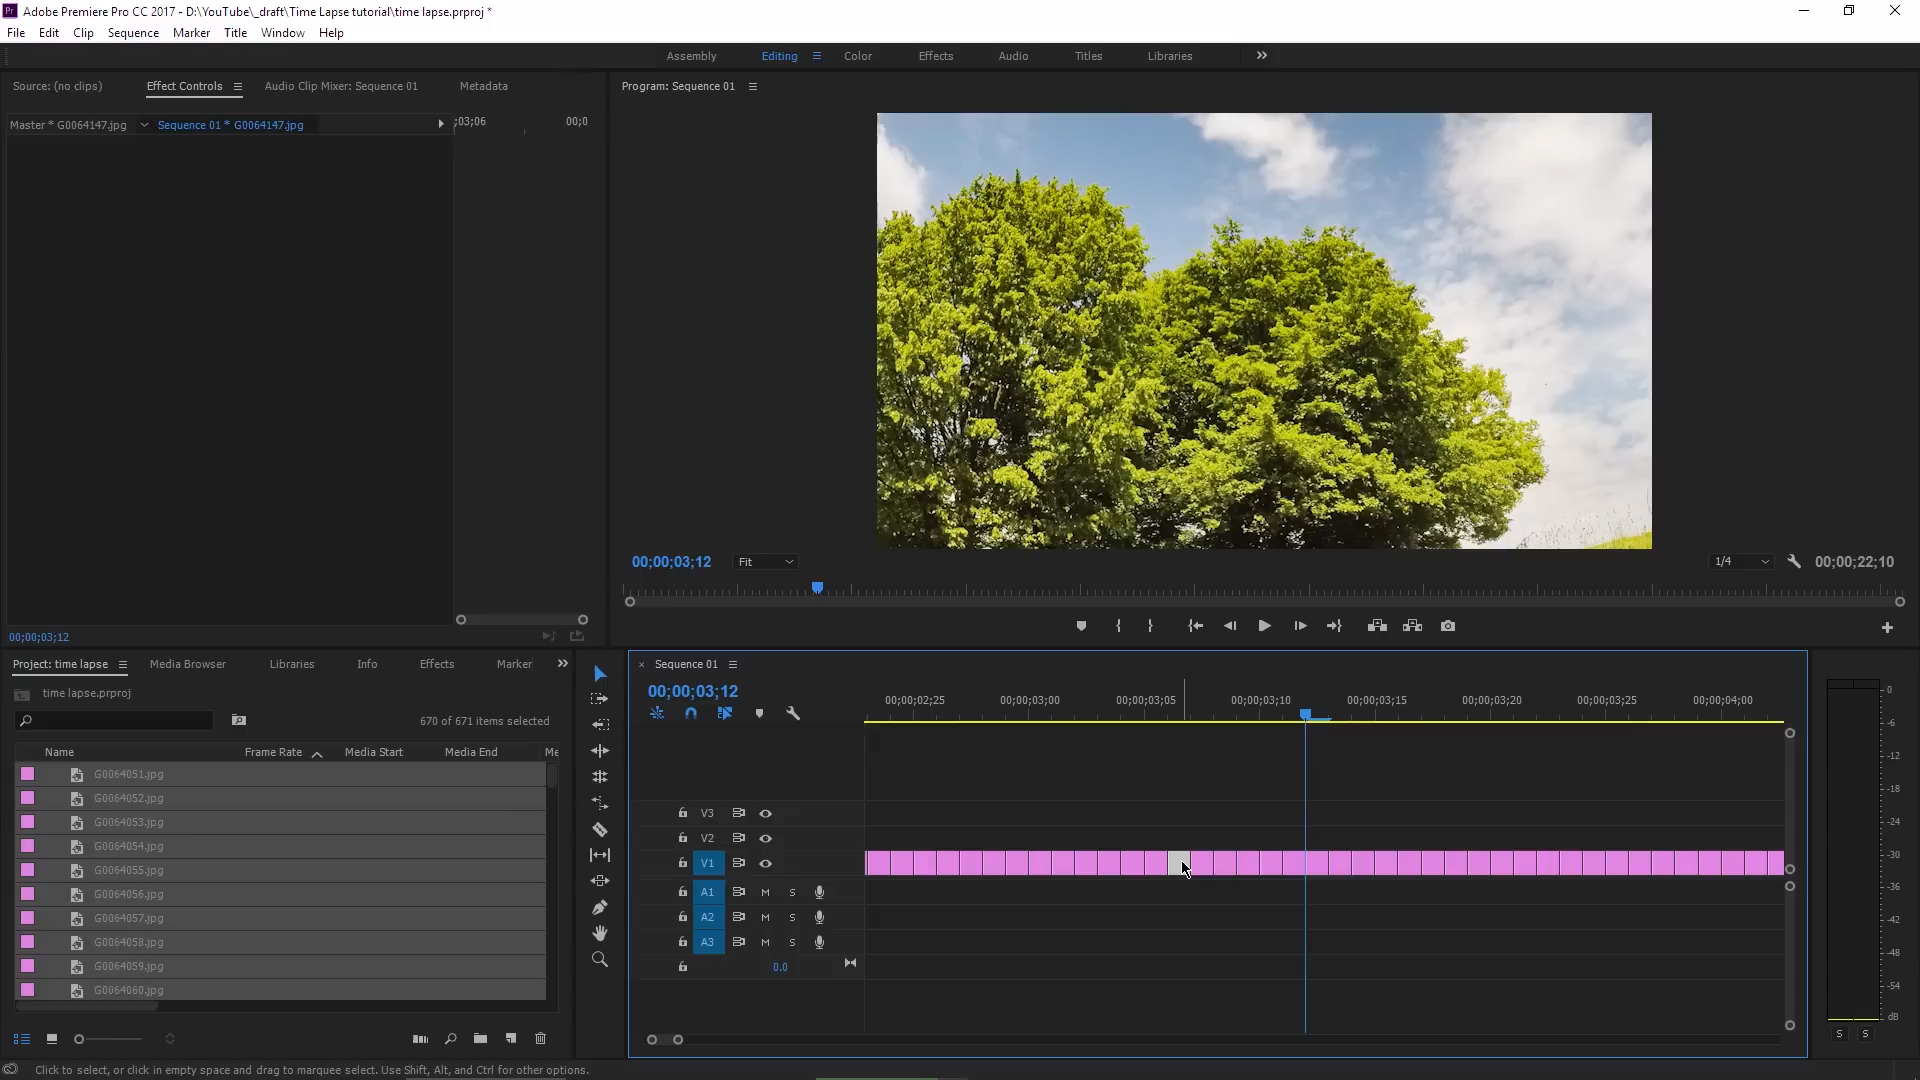 Adobe Premiere Pro CC 2017 - D:\YouTube\_draft\Time Lapse tutorial\time lapse.prproj *
File Edit Clip Sequence Marker Title Window Help
Assembly Editing Color Effects Audio Titles Libraries
Source: (no clips) Effect Controls Audio Clip Mixer: Sequence 01 Metadata
Program: Sequence 01
Master * G0064147.jpg Sequence 01 * G0064147.jpg ;03;06 00;0
00;00;03;12 Fit 1/4 00;00;22;10
00;00;03;12
Project: time lapse Media Browser Libraries Info Effects Marker
time lapse.prproj
670 of 671 items selected
Name Frame Rate Media Start Media End Me
G0064051.jpg
G0064052.jpg
G0064053.jpg
G0064054.jpg
G0064055.jpg
G0064056.jpg
G0064057.jpg
G0064058.jpg
G0064059.jpg
G0064060.jpg
Sequence 01
00;00;03;12
00;00;02;25 00;00;03;00 00;00;03;05 00;00;03;10 00;00;03;15 00;00;03;20 00;00;03;25 00;00;04;00
V3
V2
V1
A1 M S
A2 M S
A3 M S
0.0
0
-6
-12
-18
-24
-30
-36
-42
-48
-54
dB
S S
Click to select, or click in empty space and drag to marquee select. Use Shift, Alt, and Ctrl for other options.